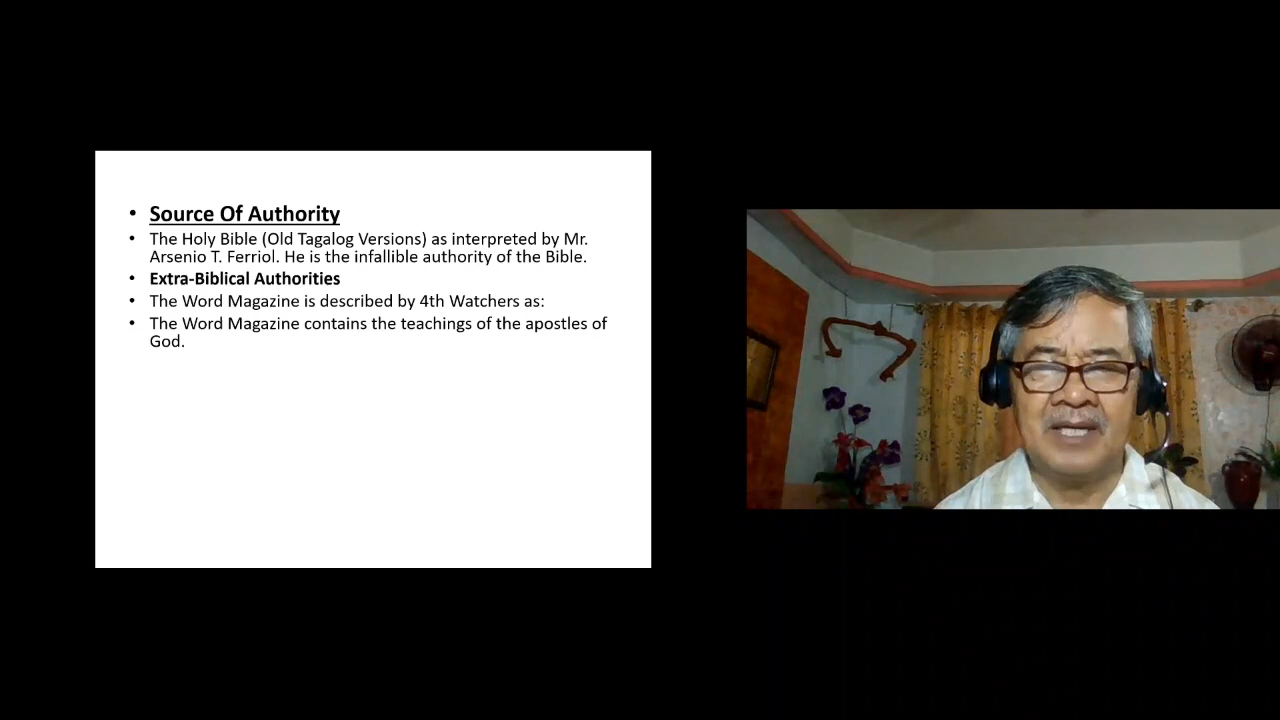 Source Of Authority
The Holy Bible (Old Tagalog Versions) as interpreted by Mr.
Arsenio T. Ferriol. He is the infallible authority of the Bible.
Extra-Biblical Authorities
The Word Magazine is described by 4th Watchers as:
The Word Magazine contains the teachings of the apostles of
God.